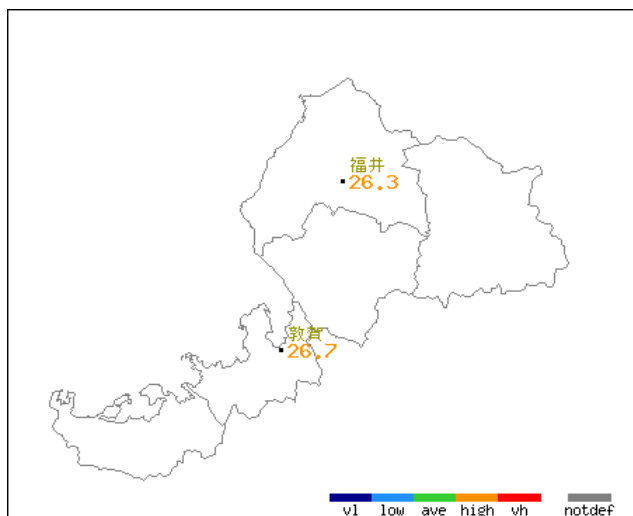 福井
26.3
敦賀
26.7
vl low ave high vh notdef